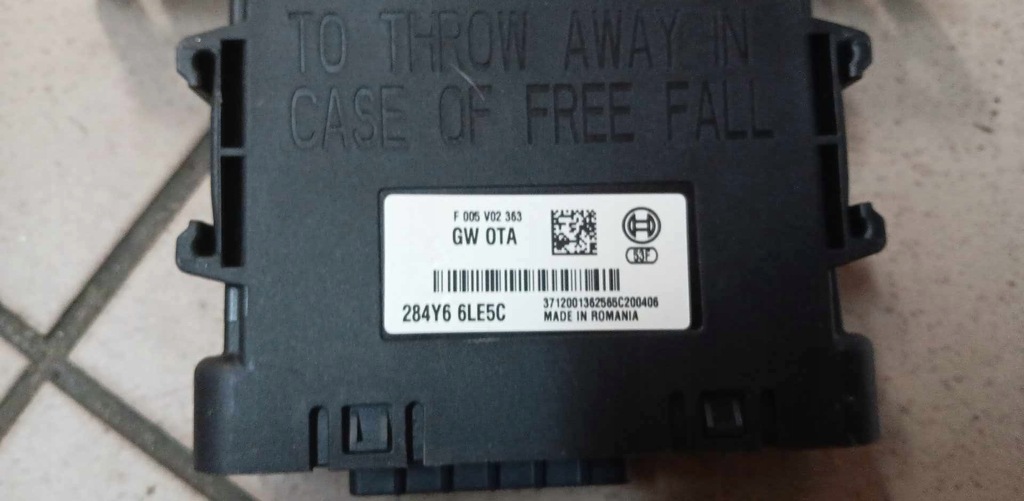 TO THROW AWAY IN
CASE OF FREE FALL
F 005 V02 363
GW OTA
53F
284Y6 6LE5C
3712001362565C200406
MADE IN ROMANIA